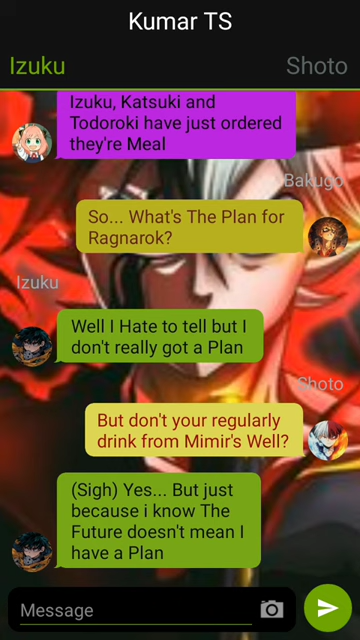 Kumar TS
Izuku
Shoto
Izuku, Katsuki and
Todoroki have just ordered
they're Meal
Bakugo
So... What's The Plan for
Ragnarok?
Izuku
Well I Hate to tell but I
don't really got a Plan
Shoto
But don't your regularly
drink from Mimir's Well?
(Sigh) Yes... But just
because i know The
Future doesn't mean I
have a Plan
Message